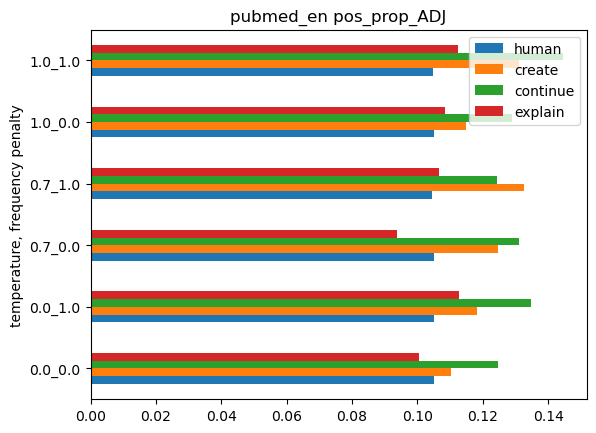 pubmed_en pos_prop_ADJ
temperature, frequency penalty
1.0_1.0
1.0_0.0
0.7_1.0
0.7_0.0
0.0_1.0
0.0_0.0
human
create
continue
explain
0.00 0.02 0.04 0.06 0.08 0.10 0.12 0.14